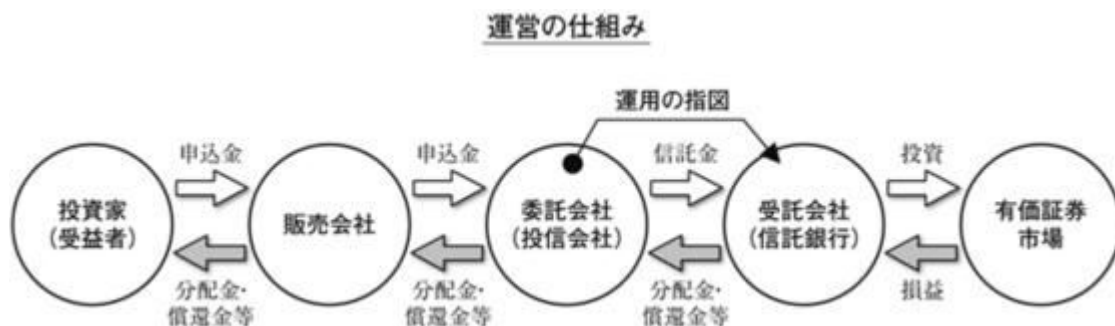 運営の仕組み
運用の指図
申込金
申込金
信託金
投資
投資家
(受益者)
販売会社
委託会社
(投信会社)
受託会社
(信託銀行)
有価証券
市場
分配金・
償還金等
分配金・
償還金等
分配金・
償還金等
損益